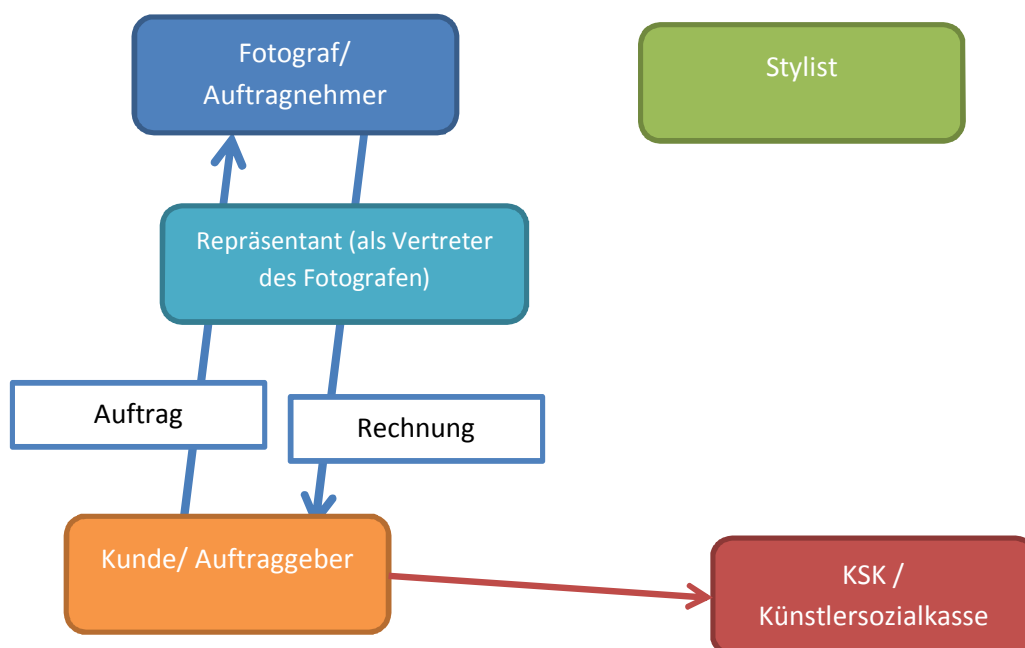 Fotograf/
Auftragnehmer
Stylist
Repräsentant (als Vertreter
des Fotografen)
Auftrag
Rechnung
Kunde/ Auftraggeber
KSK /
Künstlersozialkasse